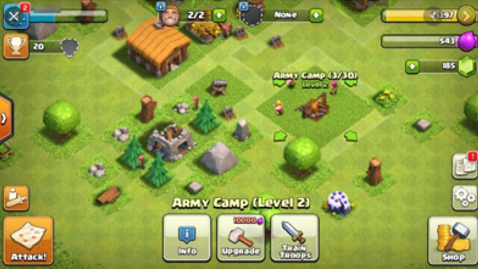 2
2/2
None
20
185
Army Camp (3/30)
Level 2
Army Camp (Level 2)
10000
Info
Upgrade
Train
Troops
Attack!
Shop